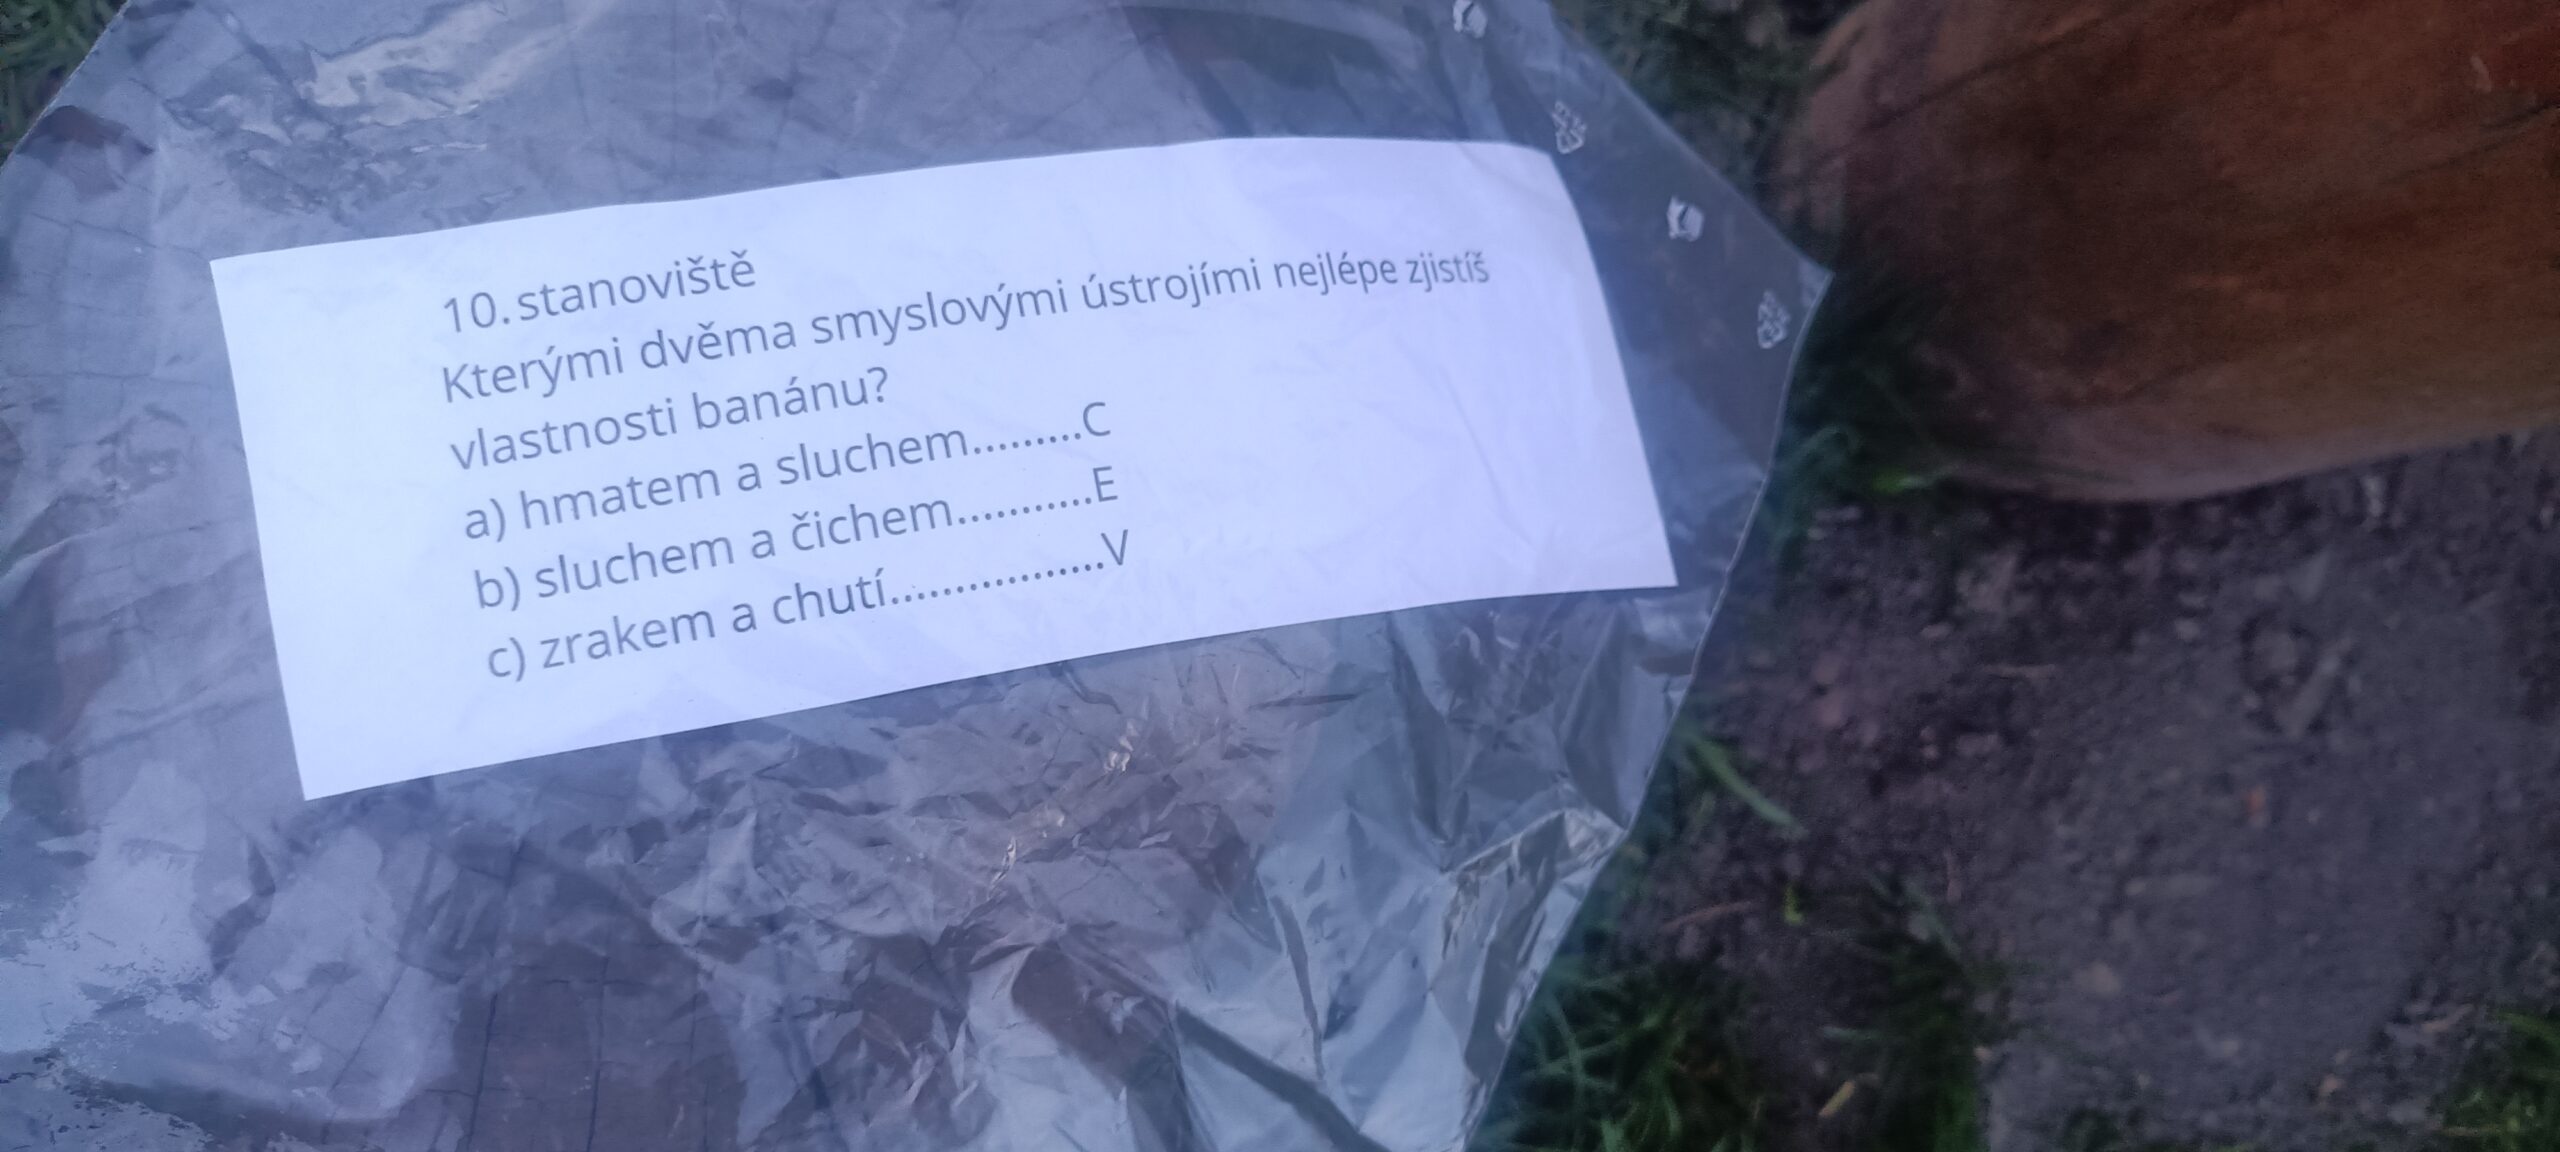 10. stanoviště
Kterými dvěma smyslovými ústrojími nejlépe zjistíš
vlastnosti banánu?
a) hmatem a sluchem.........C
b) sluchem a čichem...........E
c) zrakem a chutí.................V